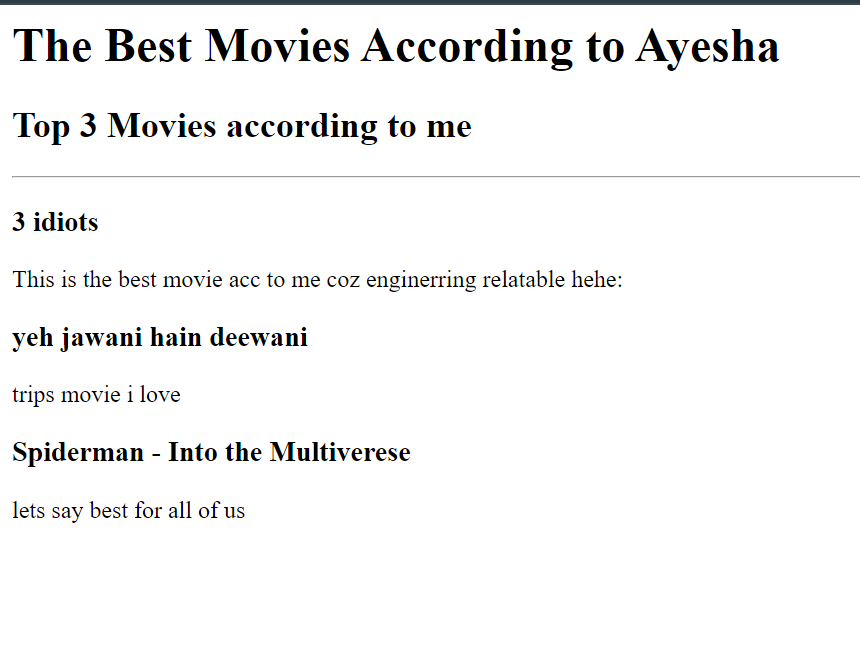 The Best Movies According to Ayesha
Top 3 Movies according to me
3 idiots
This is the best movie acc to me coz enginerring relatable hehe:
yeh jawani hain deewani
trips movie i love
Spiderman - Into the Multiverese
lets say best for all of us